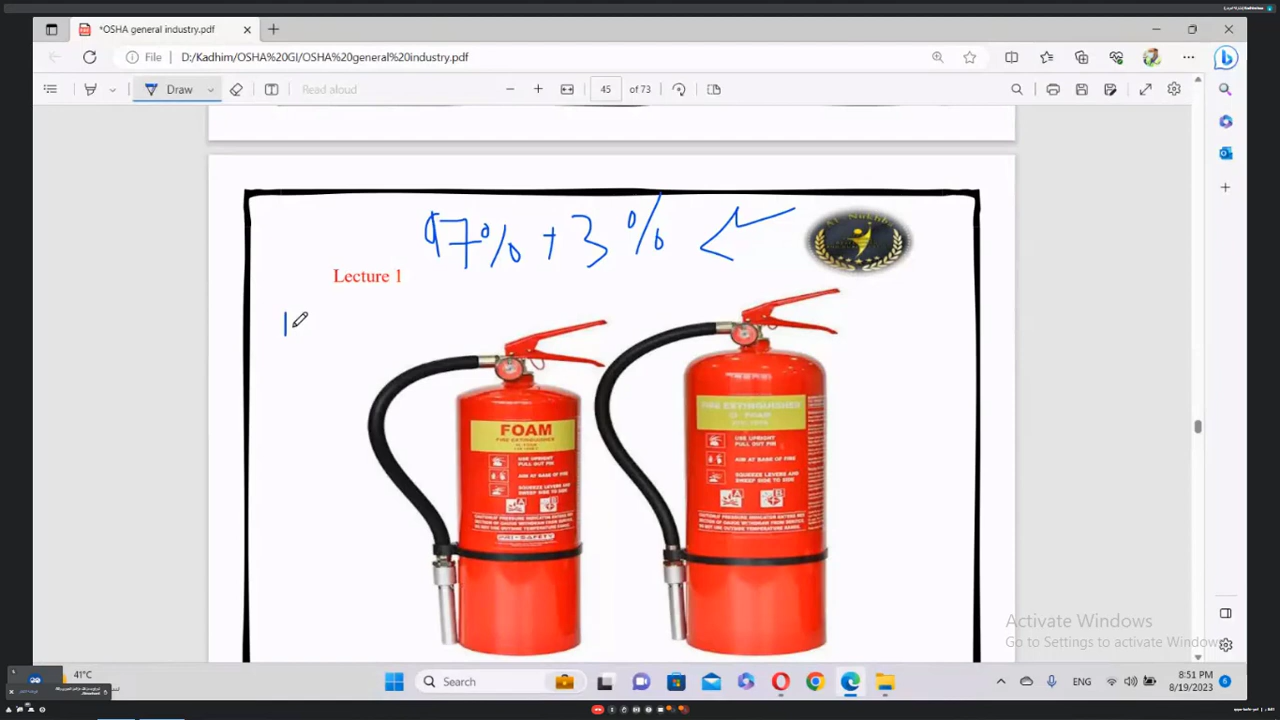 *OSHA general industry.pdf
File D:/Kadhim/OSHA%20GI/OSHA%20general%20industry.pdf
Draw Read aloud 45 of 73
97% + 3%
Lecture 1
FOAM
FIRE EXTINGUISHER
USE UPRIGHT
PULL OUT PIN
AIM AT BASE OF FIRE
SQUEEZE LEVERS AND
SWEEP SIDE TO SIDE
A B
FIRE EXTINGUISHER
FOAM
USE UPRIGHT
PULL OUT PIN
AIM AT BASE OF FIRE
SQUEEZE LEVERS AND
SWEEP SIDE TO SIDE
A B
Activate Windows
Go to Settings to activate Windows.
41°C
Search
ENG
8:51 PM
8/19/2023